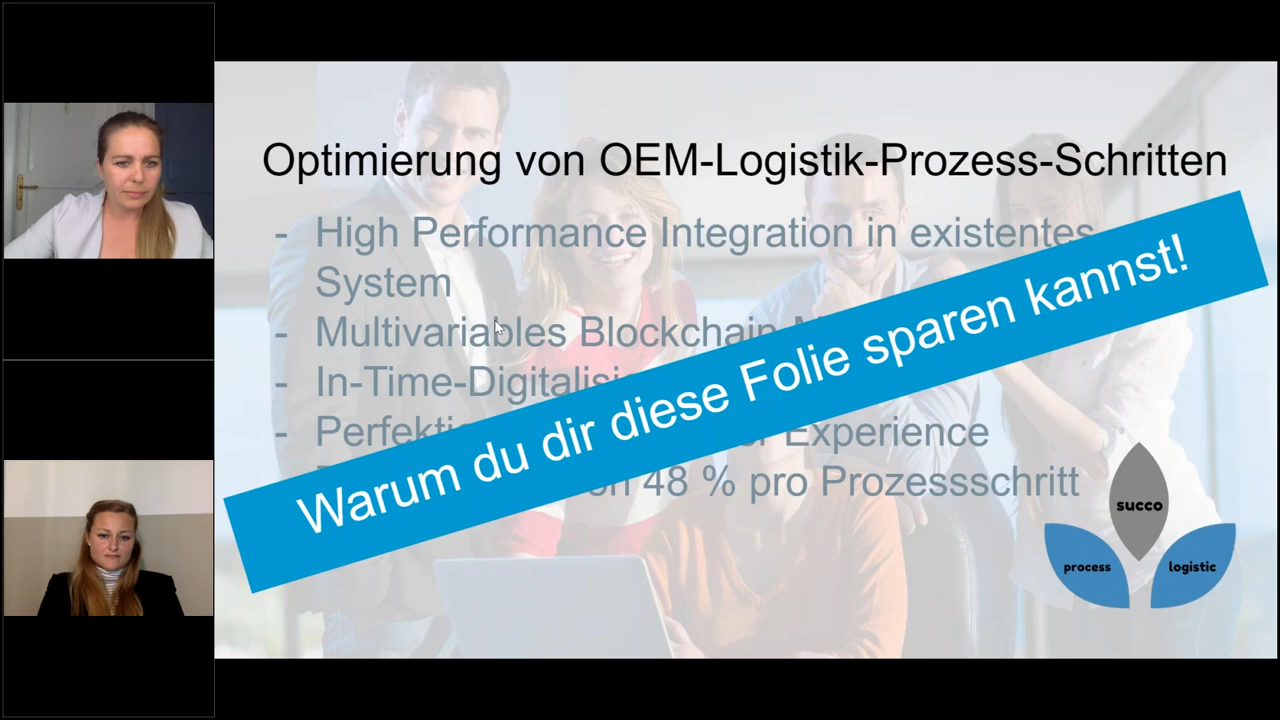 Optimierung von OEM-Logistik-Prozess-Schritten
- High Performance Integration in existentes
System
- Multivariables Blockchain
- In-Time-Digitalisi
- Perfekti Experience
48 % pro Prozessschritt
Warum du dir diese Folie sparen kannst!
succo
process
logistic